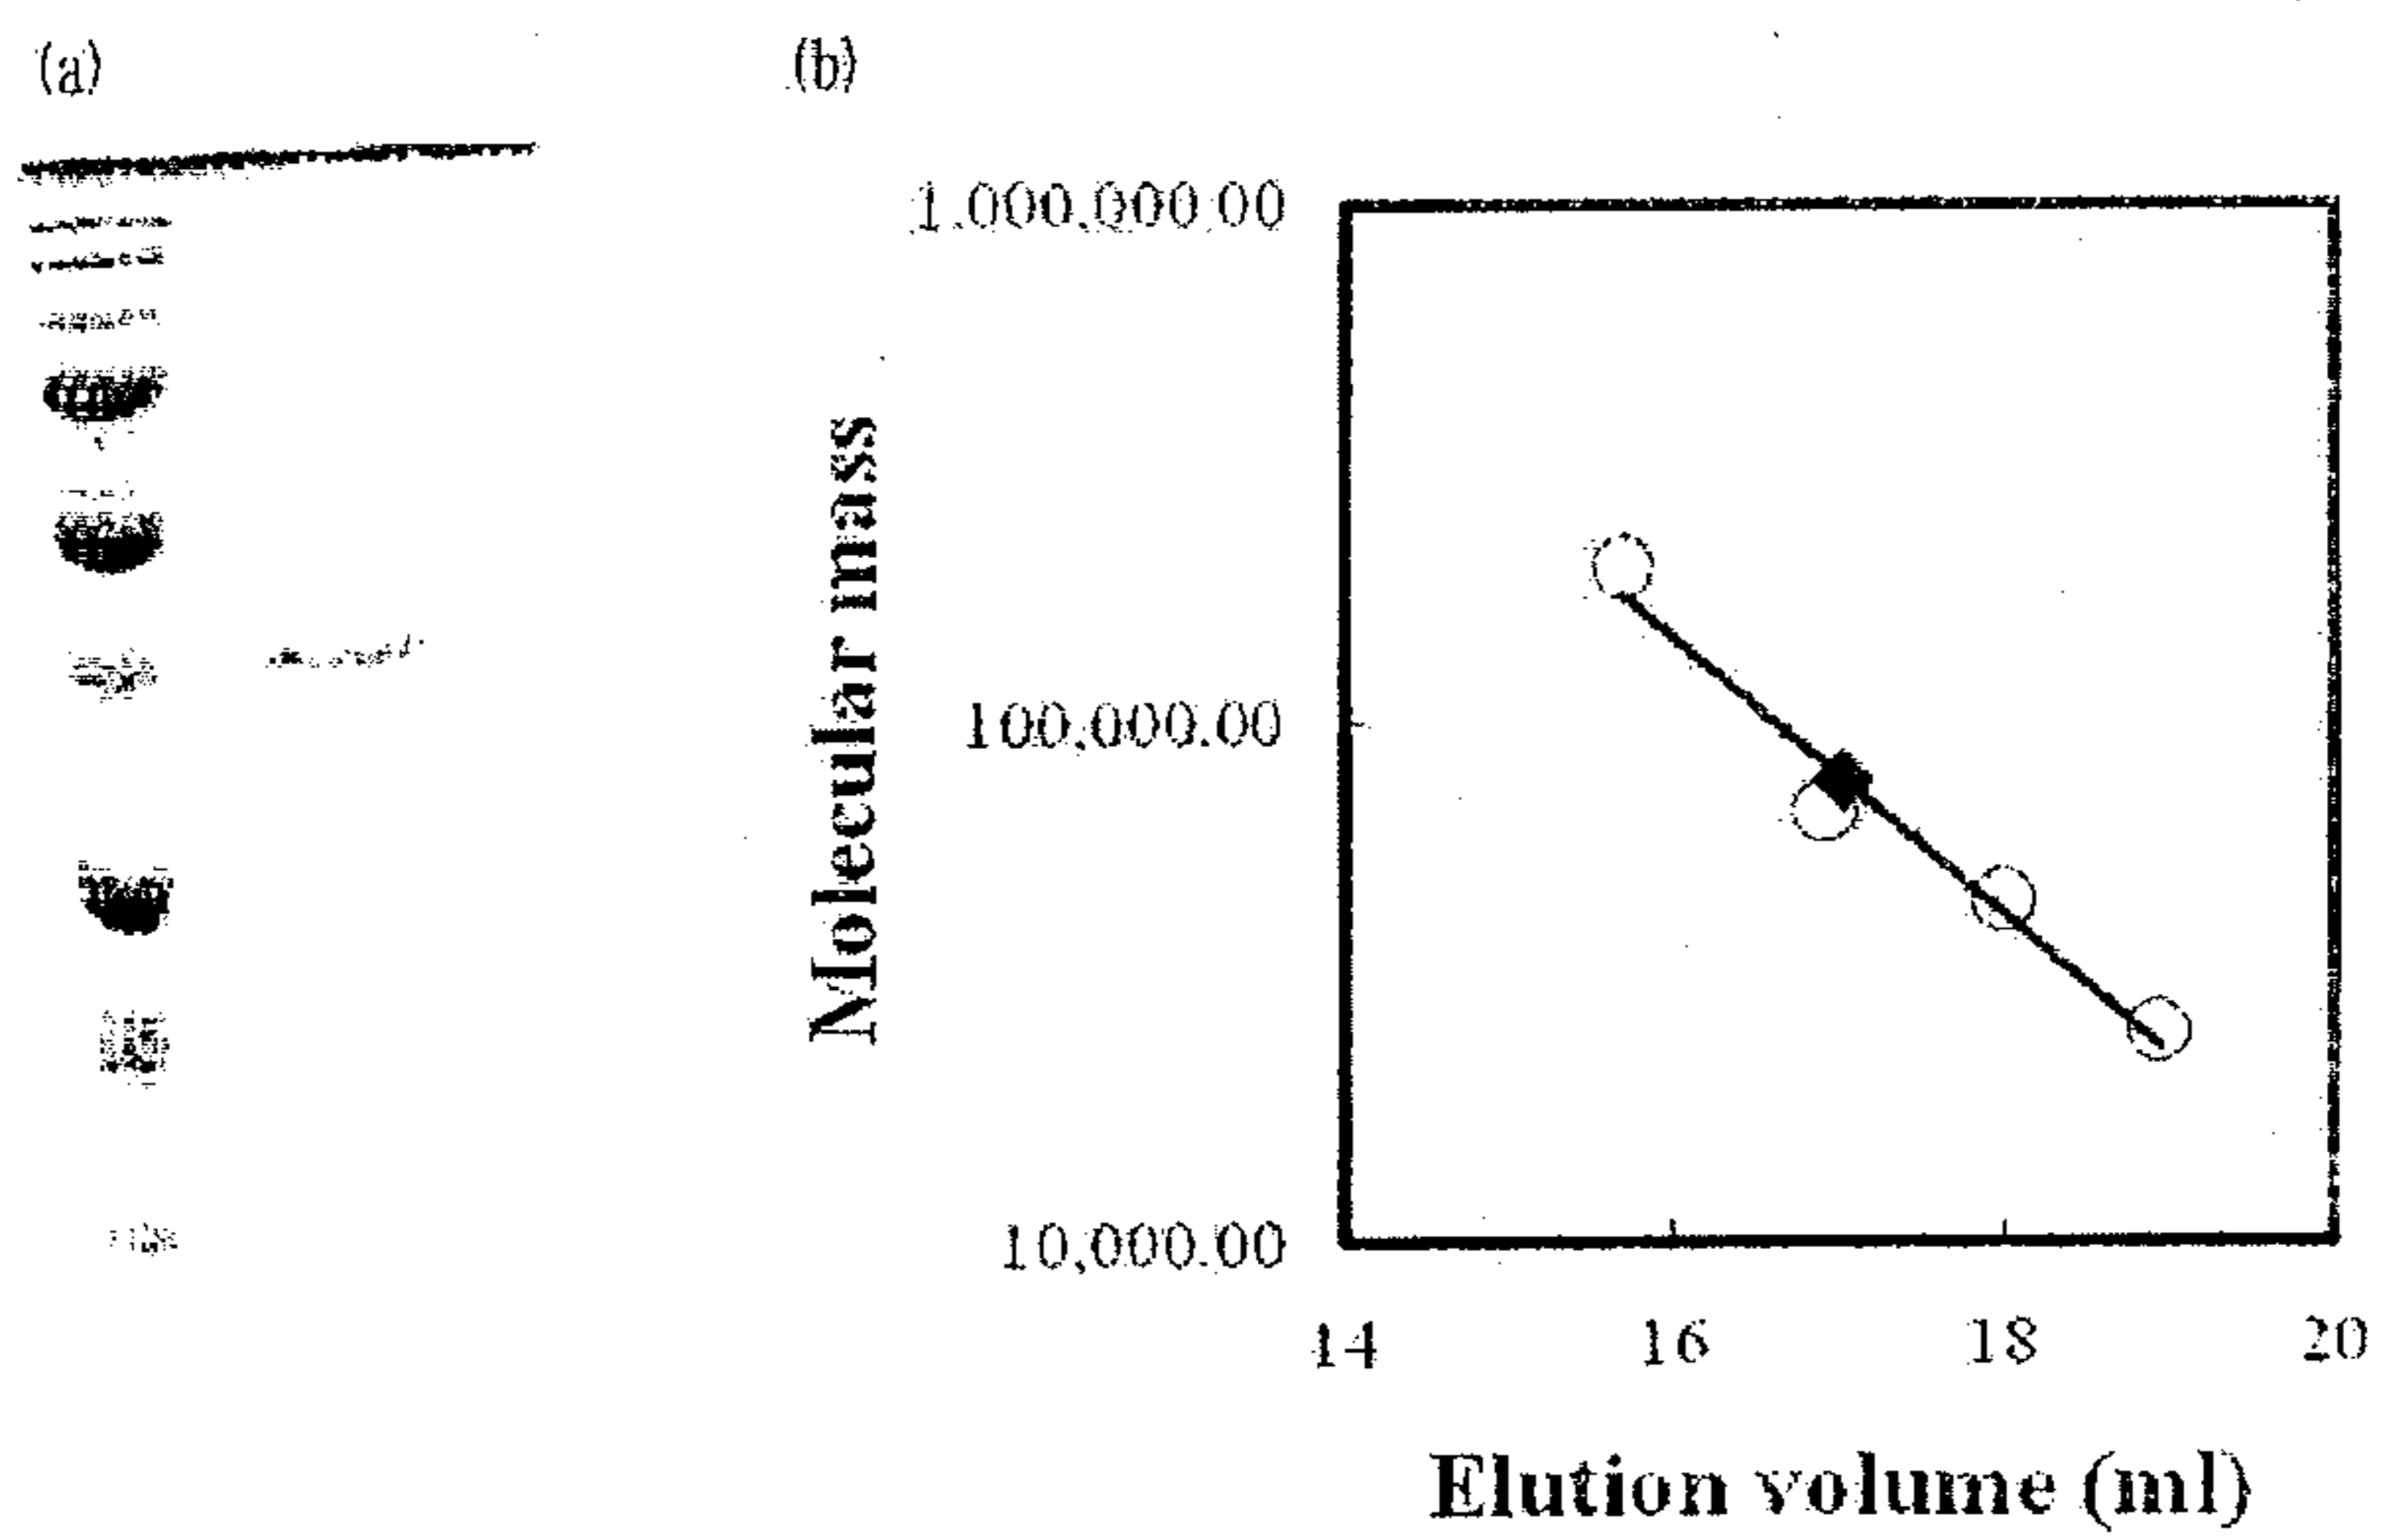 (a)
(b)
1,000,000.00
100,000.00
10,000.00
Molecular mass
14 16 18 20
Elution volume (ml)